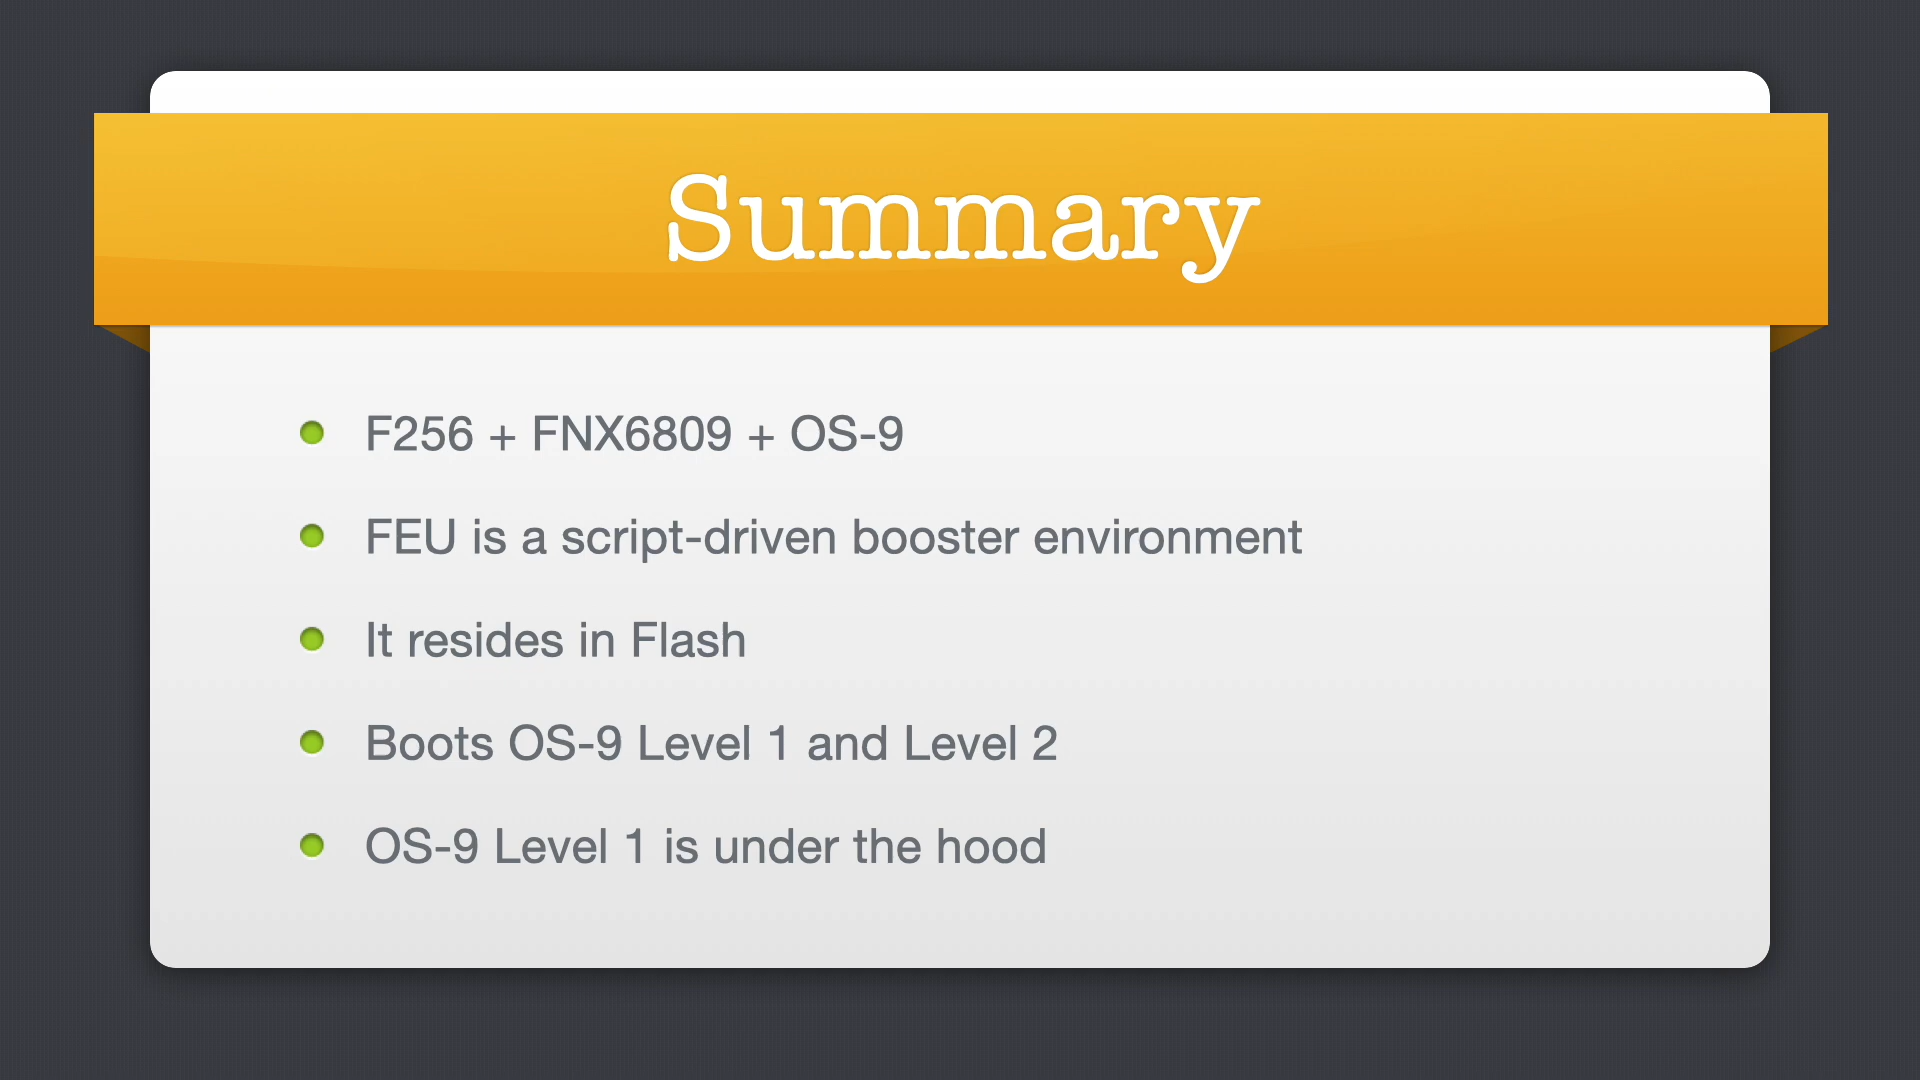 Summary
F256 + FNX6809 + OS-9
FEU is a script-driven booster environment
It resides in Flash
Boots OS-9 Level 1 and Level 2
OS-9 Level 1 is under the hood